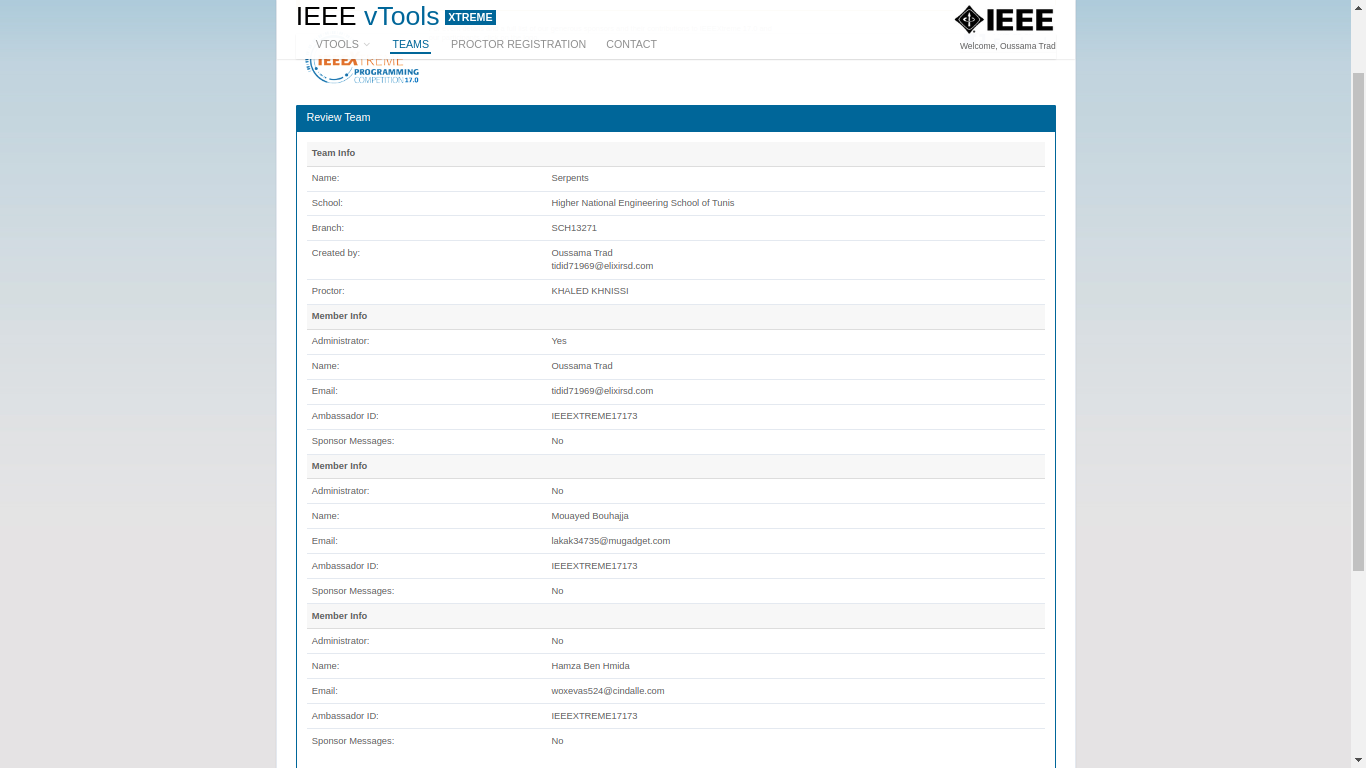 IEEE vTools XTREME
IEEE
VTOOLS TEAMS PROCTOR REGISTRATION CONTACT
Welcome, Oussama Trad
IEEEXTREME
PROGRAMMING
COMPETITION 17.0
Review Team
Team Info
Name: Serpents
School: Higher National Engineering School of Tunis
Branch: SCH13271
Created by: Oussama Trad
tidid71969@elixirsd.com
Proctor: KHALED KHNISSI
Member Info
Administrator: Yes
Name: Oussama Trad
Email: tidid71969@elixirsd.com
Ambassador ID: IEEEXTREME17173
Sponsor Messages: No
Member Info
Administrator: No
Name: Mouayed Bouhajja
Email: lakak34735@mugadget.com
Ambassador ID: IEEEXTREME17173
Sponsor Messages: No
Member Info
Administrator: No
Name: Hamza Ben Hmida
Email: woxevas524@cindalle.com
Ambassador ID: IEEEXTREME17173
Sponsor Messages: No